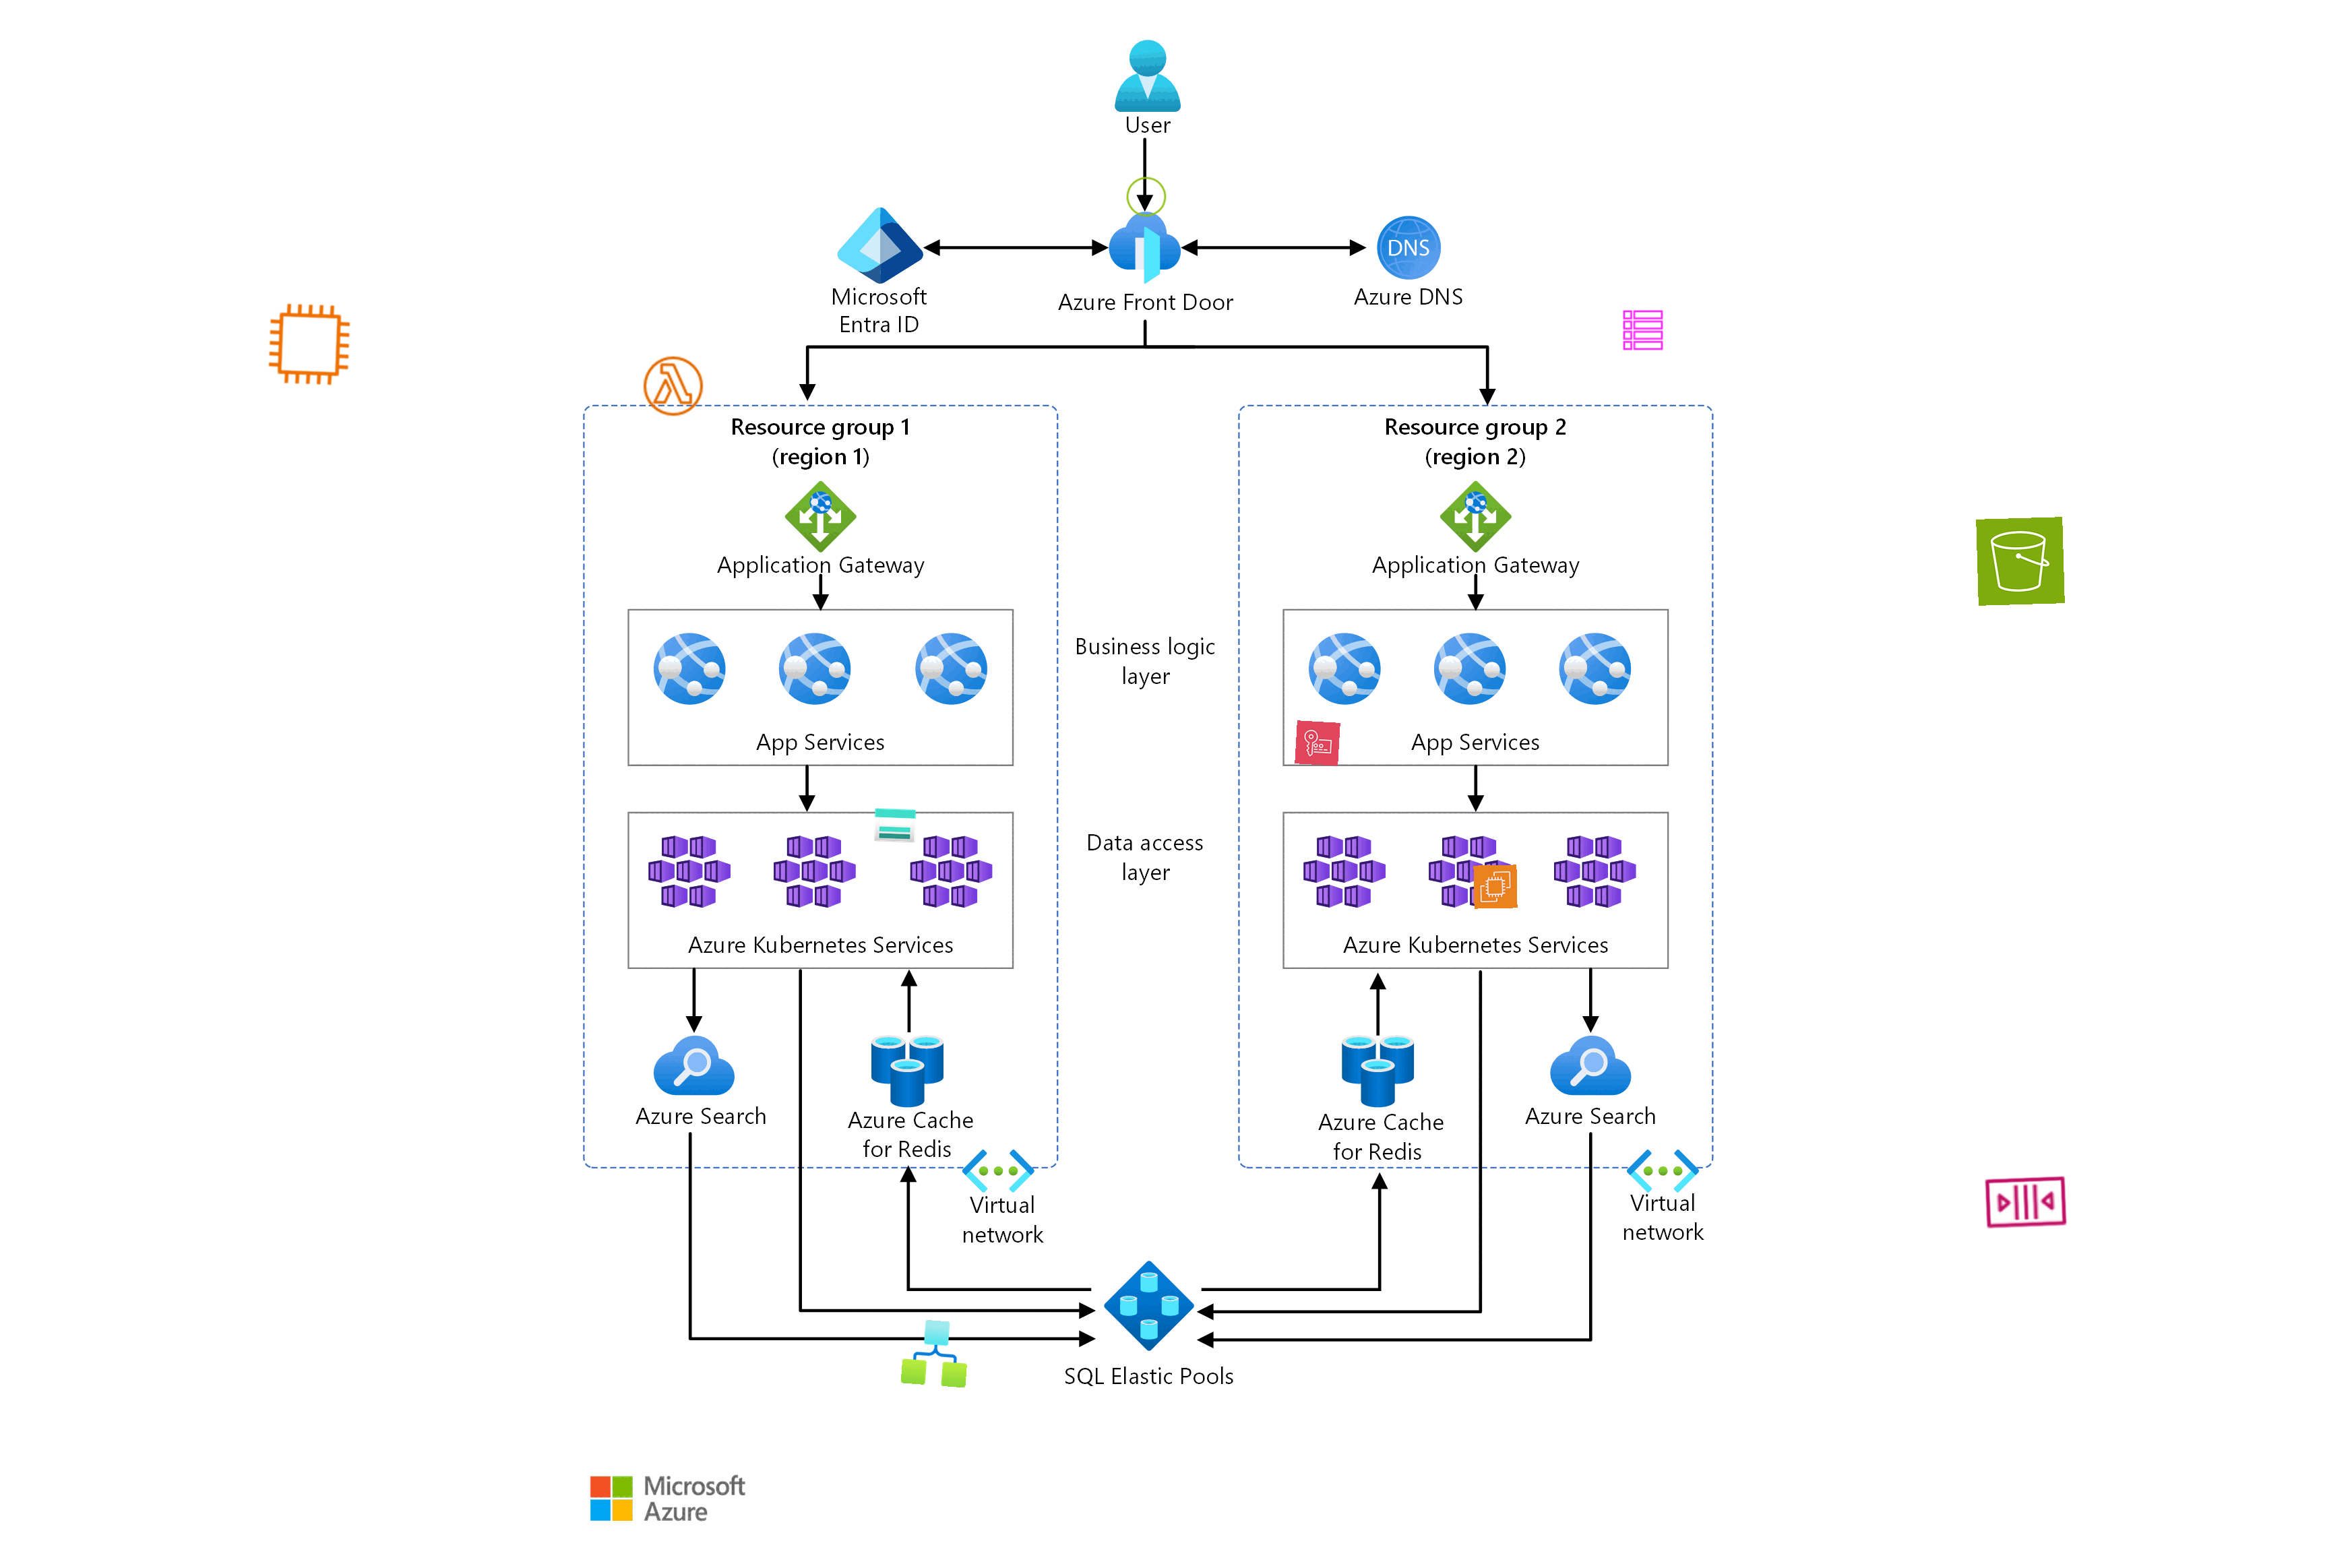 User
DNS
Microsoft
Entra ID
Azure Front Door
Azure DNS
Resource group 1
(region 1)
Resource group 2
(region 2)
Application Gateway
Application Gateway
Business logic
layer
App Services
App Services
Data access
layer
Azure Kubernetes Services
Azure Kubernetes Services
Azure Search
Azure Cache
for Redis
Azure Cache
for Redis
Azure Search
Virtual
network
Virtual
network
SQL Elastic Pools
Microsoft
Azure